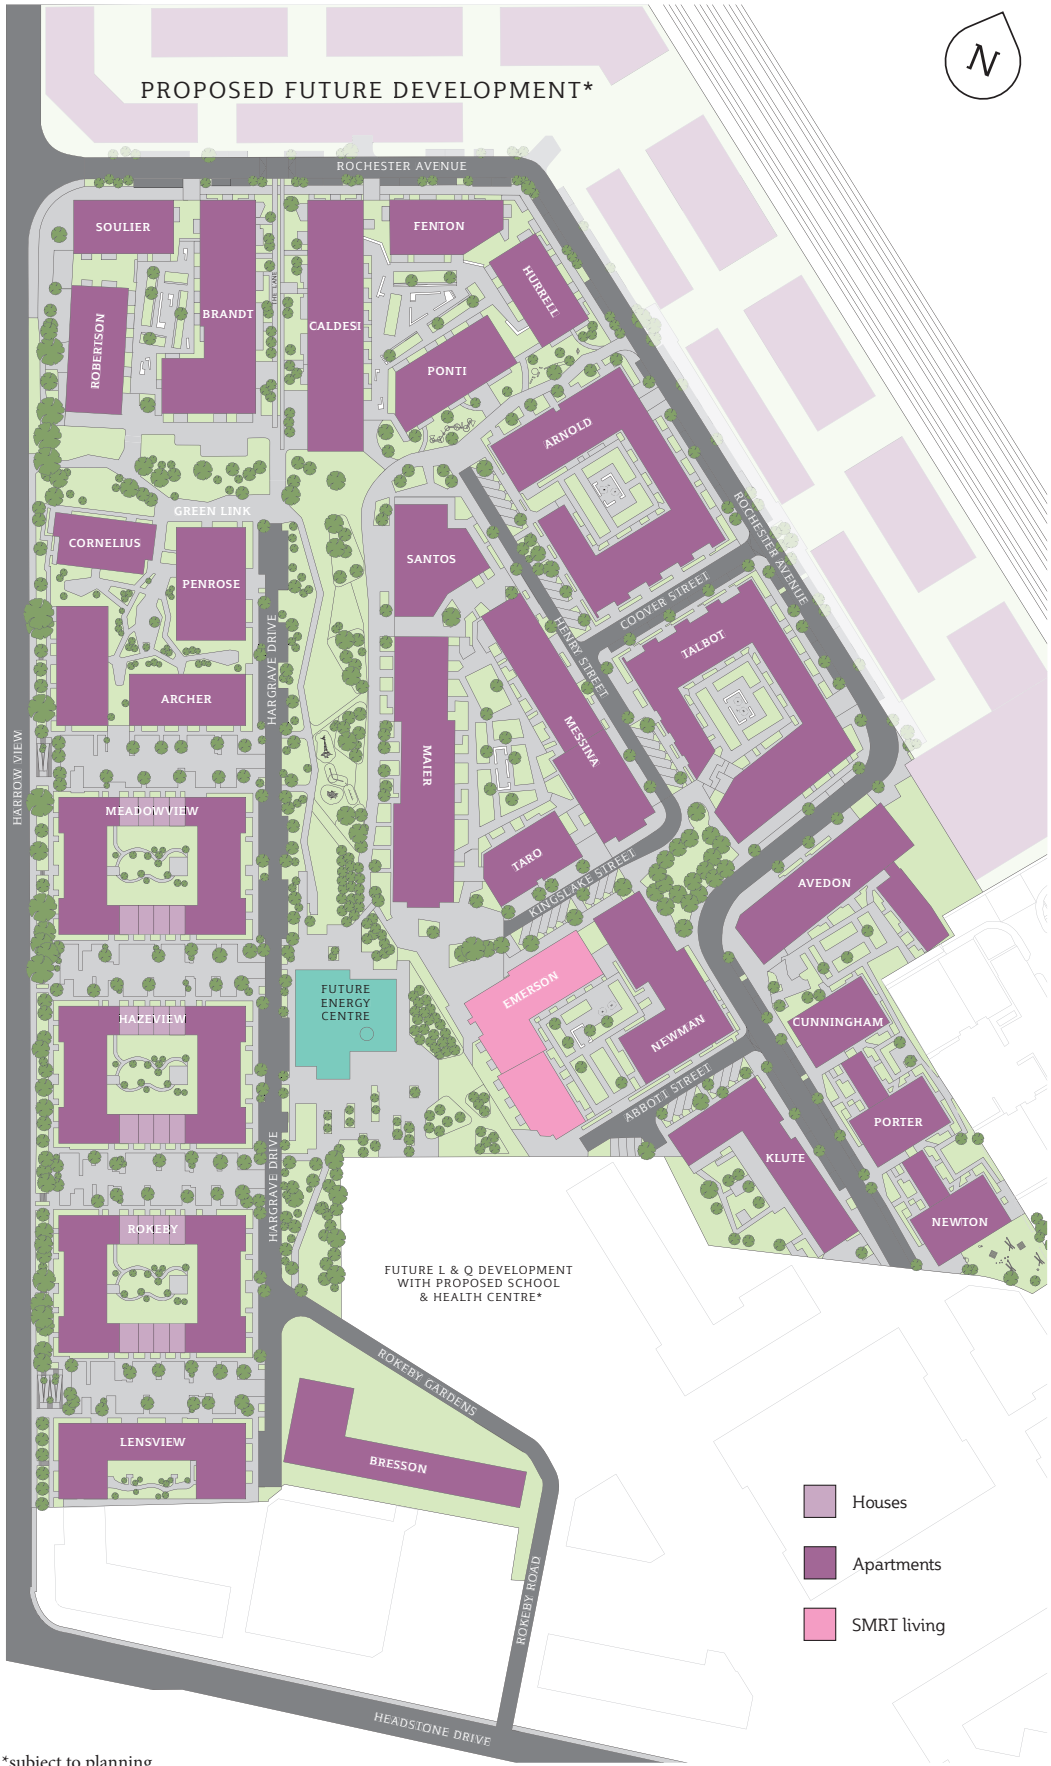 N
PROPOSED FUTURE DEVELOPMENT*
ROCHESTER AVENUE
SOULIER
FENTON
HURRELL
THE LANE
BRANDT
CALDESI
ROBERTSON
PONTI
ARNOLD
GREEN LINK
ROCHESTER AVENUE
CORNELIUS
SANTOS
PENROSE
COOVER STREET
HENRY STREET
TALBOT
HARGRAVE DRIVE
ARCHER
MESSINA
MAIER
HARROW VIEW
MEADOWVIEW
TARO
KINGSLAKE STREET
AVEDON
EMERSON
FUTURE
ENERGY
CENTRE
HAZEVIEW
NEWMAN
CUNNINGHAM
ABBOTT STREET
PORTER
KLUTE
HARGRAVE DRIVE
NEWTON
ROKEBY
FUTURE L & Q DEVELOPMENT
WITH PROPOSED SCHOOL
& HEALTH CENTRE*
ROKEBY GARDENS
LENSVIEW
BRESSON
Houses
Apartments
SMRT living
ROKEBY ROAD
HEADSTONE DRIVE
*subject to planning